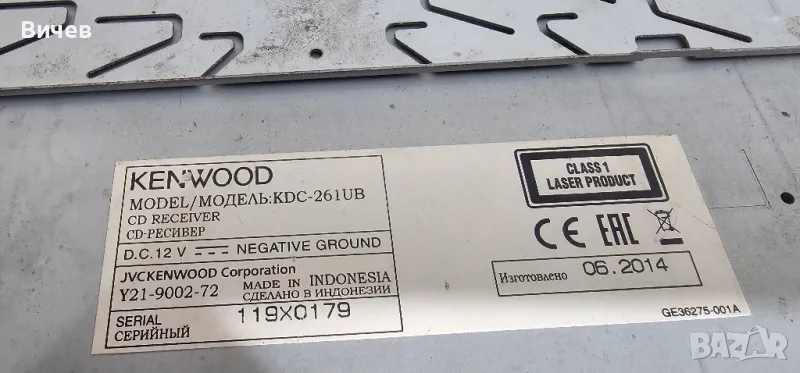 Вичев
KENWOOD
MODEL/МОДЕЛЬ:KDC-261UB
CD RECEIVER
CD-РЕСИВЕР
D.C.12 V NEGATIVE GROUND
JVCKENWOOD Corporation
Y21-9002-72
MADE IN INDONESIA
СДЕЛАНО В ИНДОНЕЗИИ
SERIAL
СЕРИЙНЫЙ
119X0179
CLASS 1
LASER PRODUCT
CE EAC
Изготовлено 06.2014
GE36275-001A
BAZAR